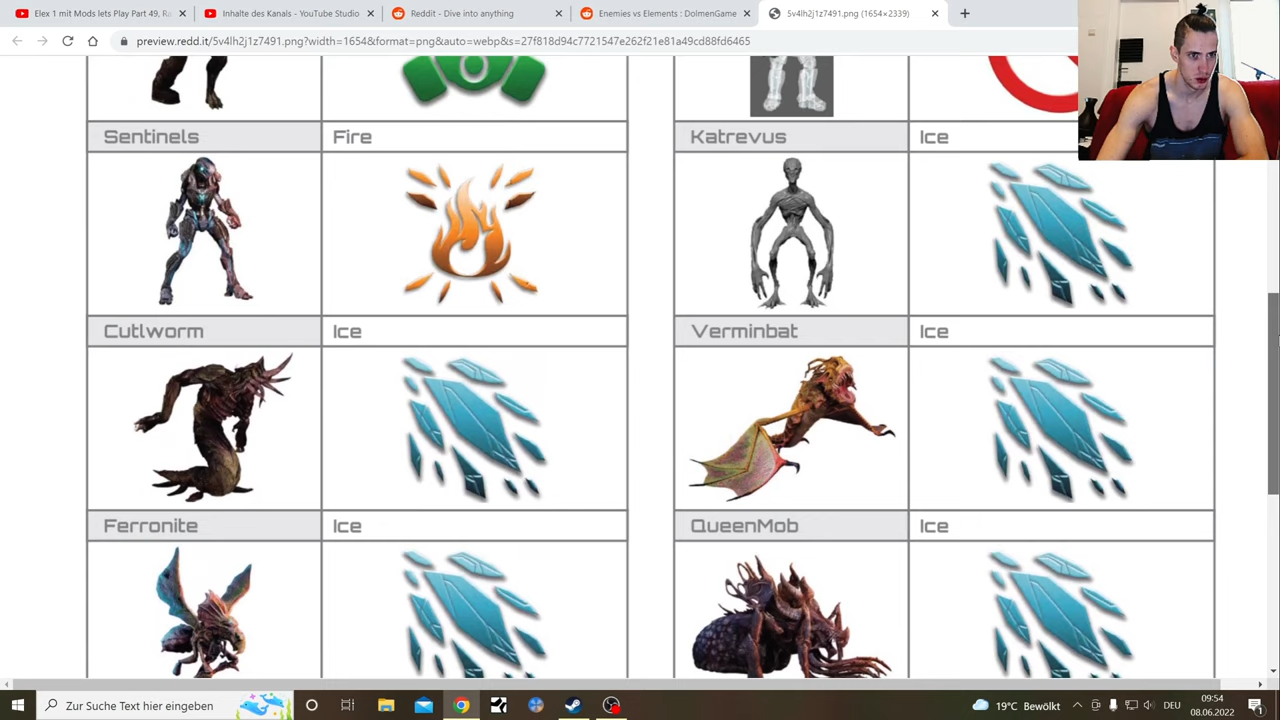 Elex 1 mit Mods lets Play Part 49, Ra
Inhalte des Kanals - YouTube Studio
Reddit - Dive into anything
Enemies vs Elements : DolmenGame
5v4lh2j1z7491.png (1654×2339)
preview.redd.it/5v4lh2j1z7491.png?width=1654&format=png&auto=webp&s=27f818d94c7721547e262f21e81a49cd88fd6465
Sentinels Fire
Katrevus Ice
Cutlworm Ice
Verminbat Ice
Ferronite Ice
QueenMob Ice
Zur Suche Text hier eingeben
19°C Bewölkt
DEU
09:54
08.06.2022
1